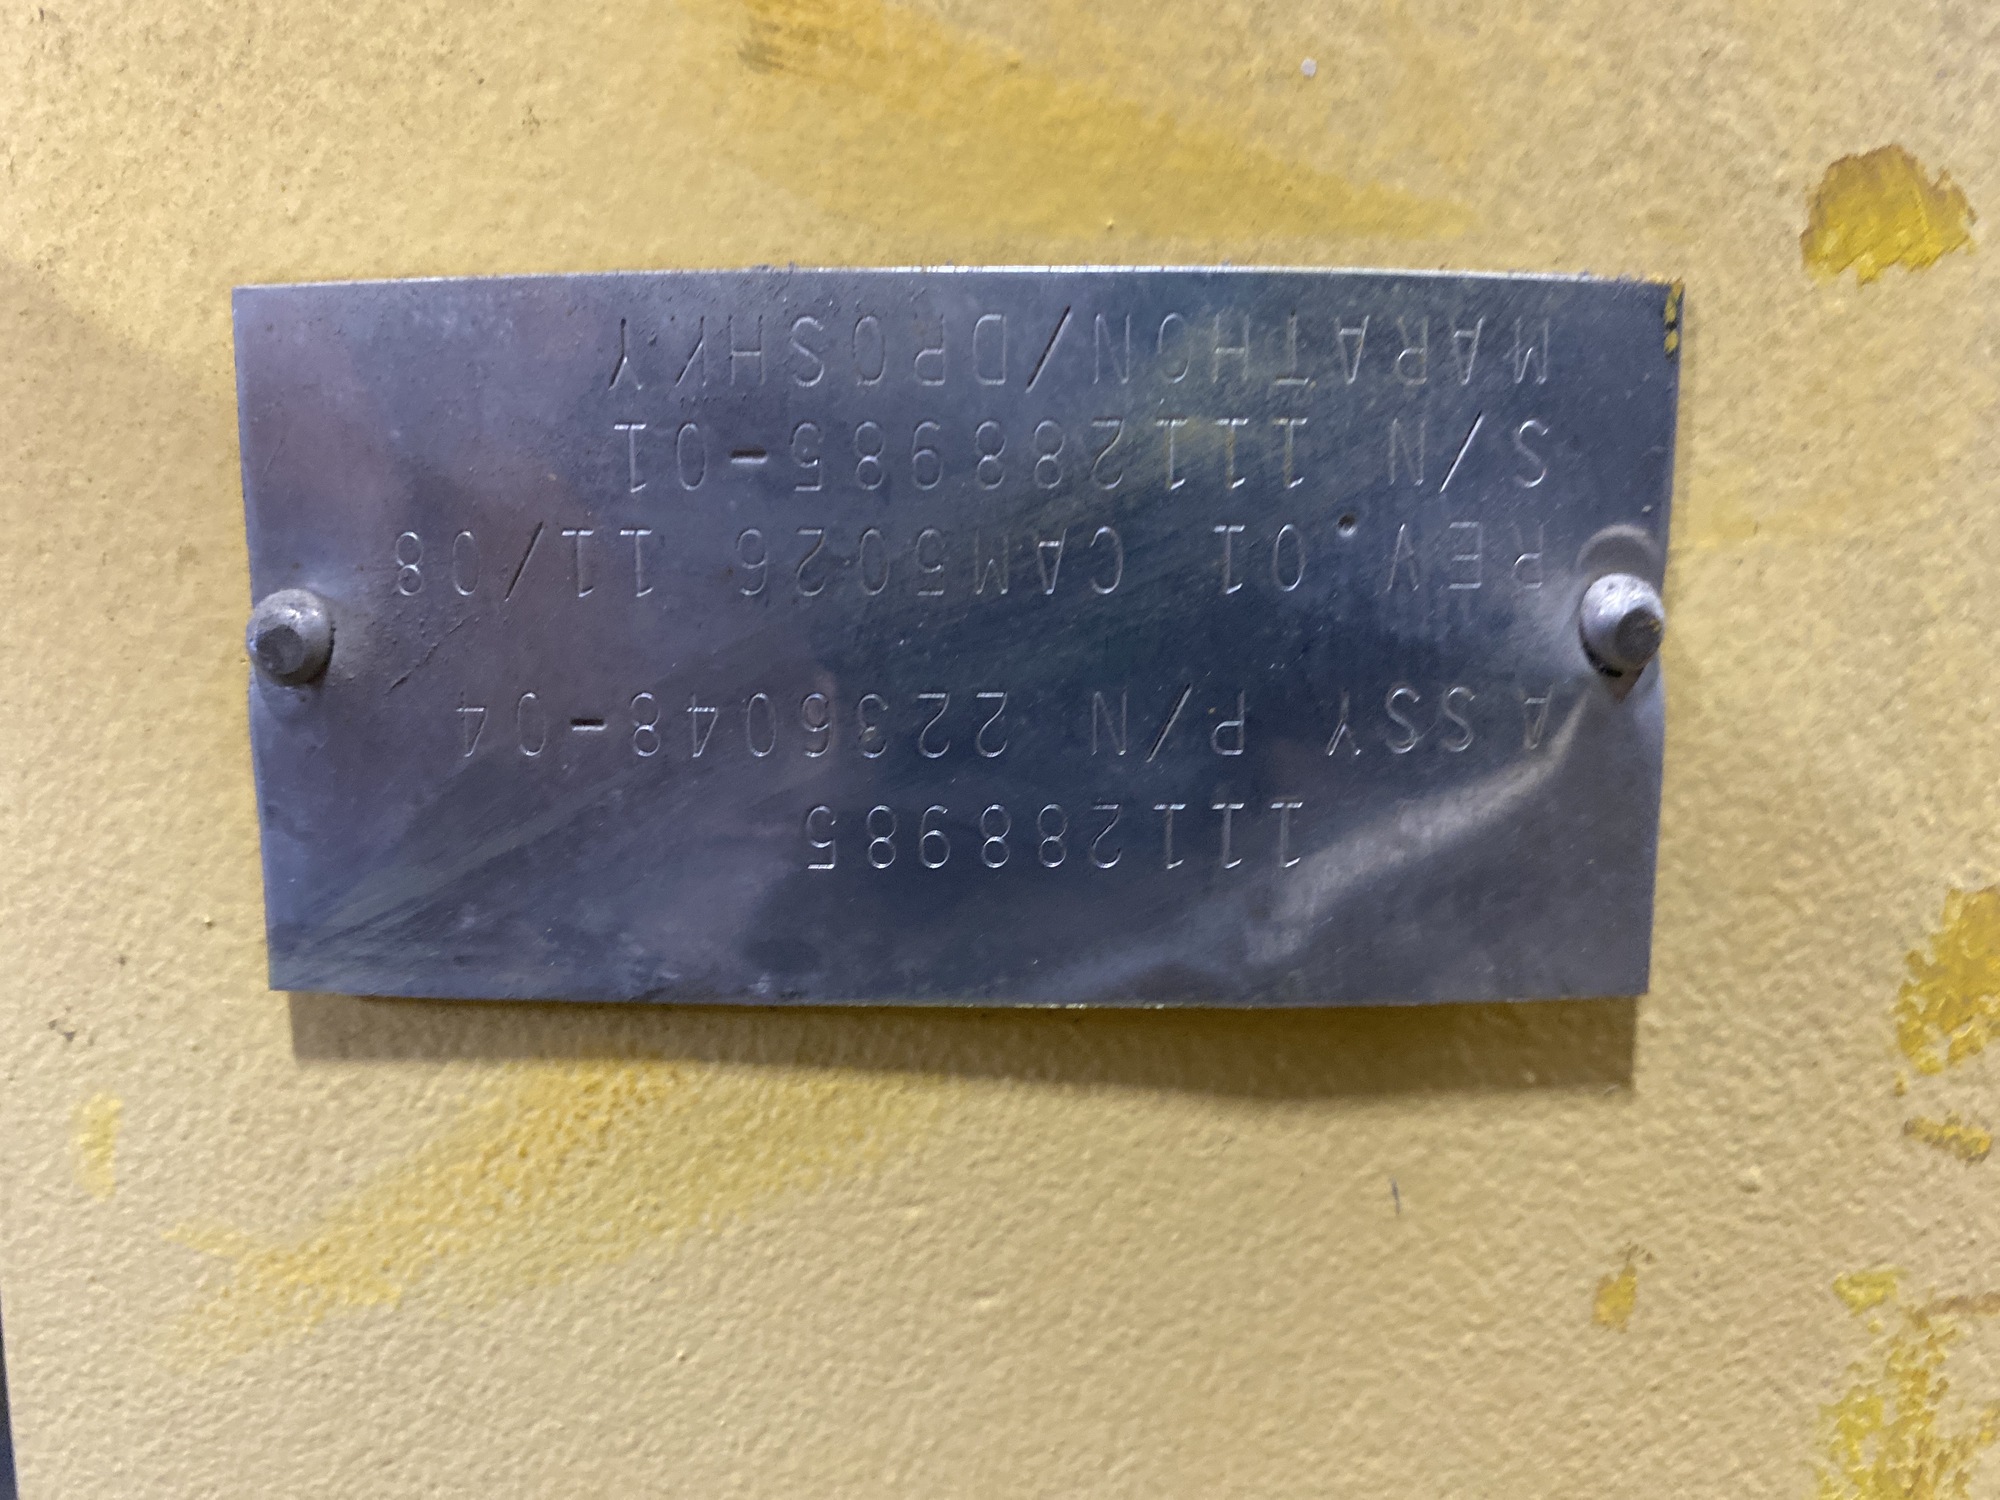 111288985
ASSY P/N 2236048-04
REV.01 CAM5026 11/08
S/N 111288985-01
MARATHON/DROSHKY